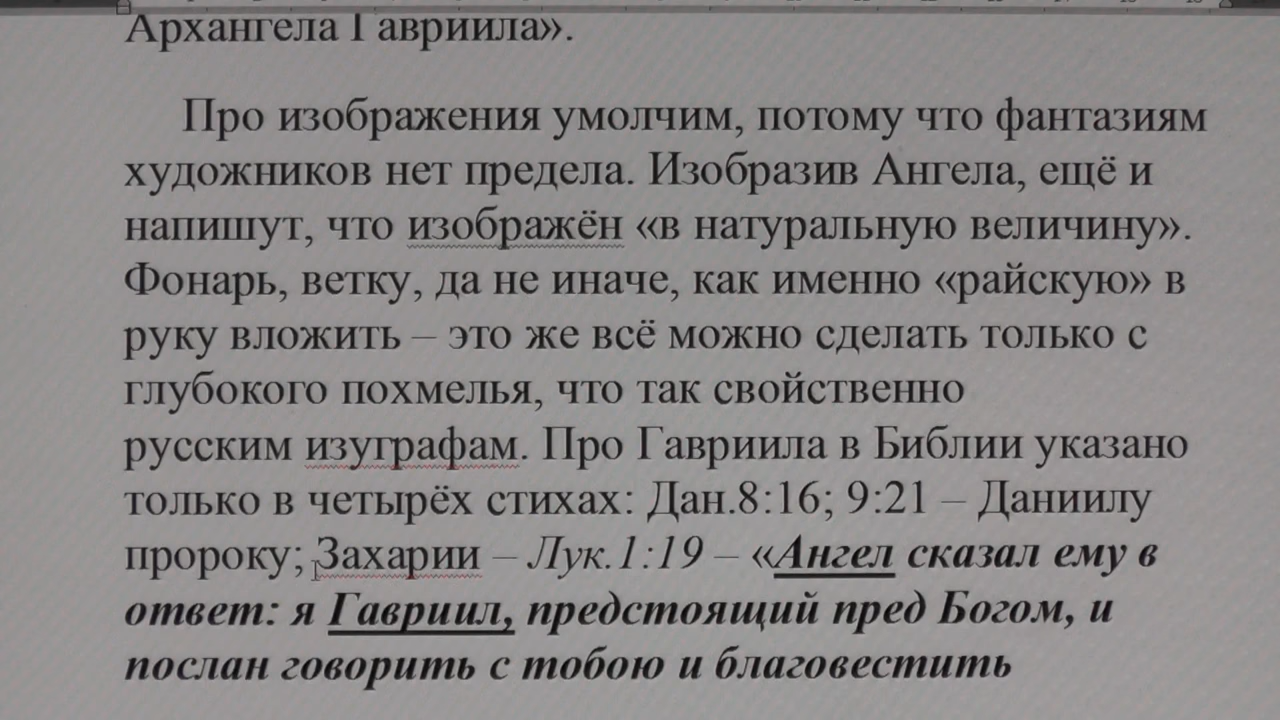 Архангела Гавриила».
Про изображения умолчим, потому что фантазиям
художников нет предела. Изобразив Ангела, ещё и
напишут, что изображён «в натуральную величину».
Фонарь, ветку, да не иначе, как именно «райскую» в
руку вложить – это же всё можно сделать только с
глубокого похмелья, что так свойственно
русским изуграфам. Про Гавриила в Библии указано
только в четырёх стихах: Дан.8:16; 9:21 – Даниилу
пророку; Захарии – Лук.1:19 – «Ангел сказал ему в
ответ: я Гавриил, предстоящий пред Богом, и
послан говорить с тобою и благовестить